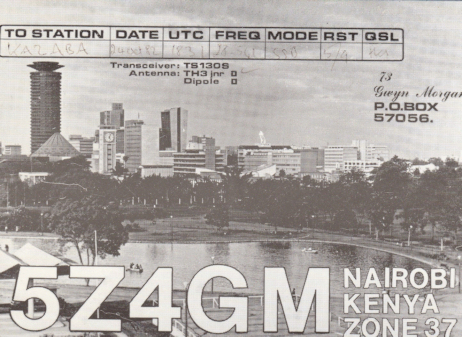 TO STATION DATE UTC FREQ MODE RST QSL
Transceiver: TS130S
Antenna: TH3 jnr
Dipole
73
Gwyn Morgan
P.O.BOX
57056.
5Z4GM
NAIROBI
KENYA
ZONE 37